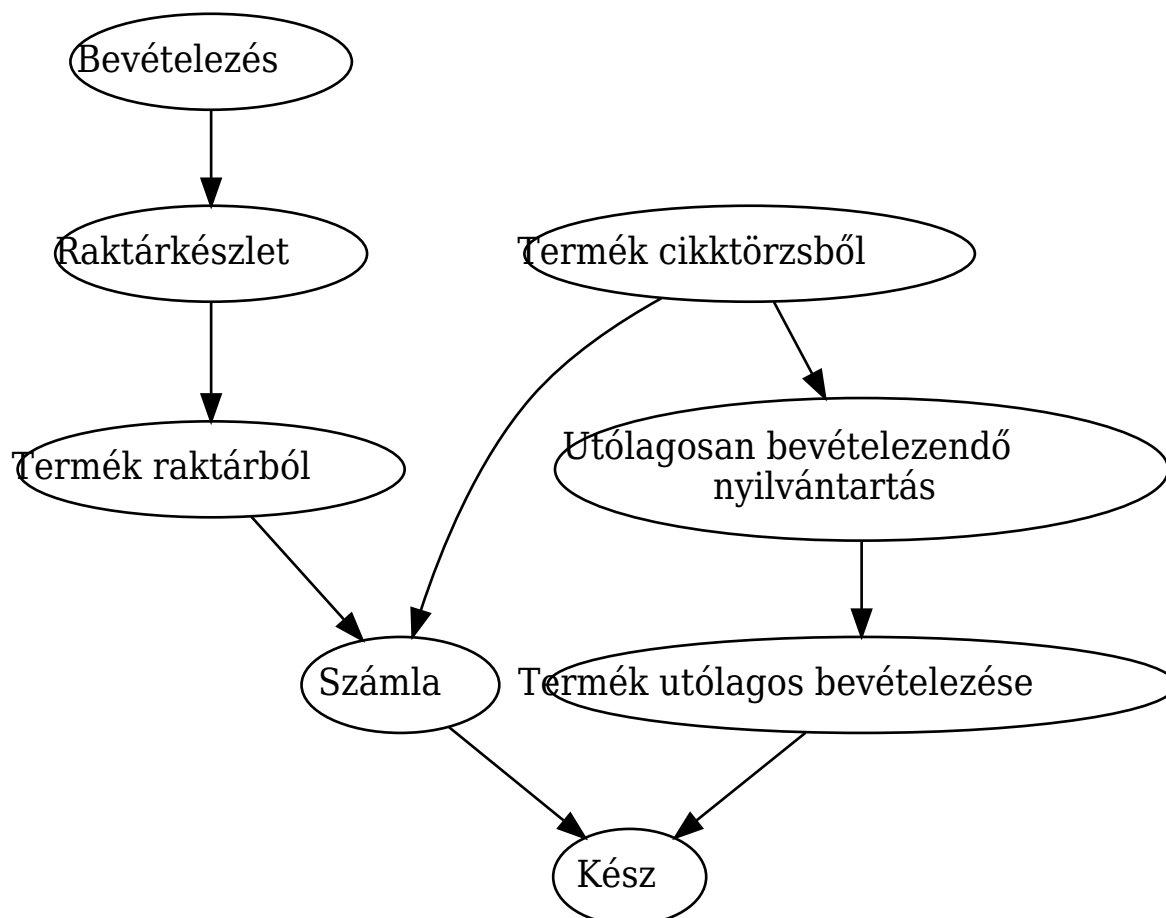 Bevételezés
Raktárkészlet
Termék cikktörzsből
Termék raktárból
Utólagosan bevételezendő
nyilvántartás
Számla
Termék utólagos bevételezése
Kész